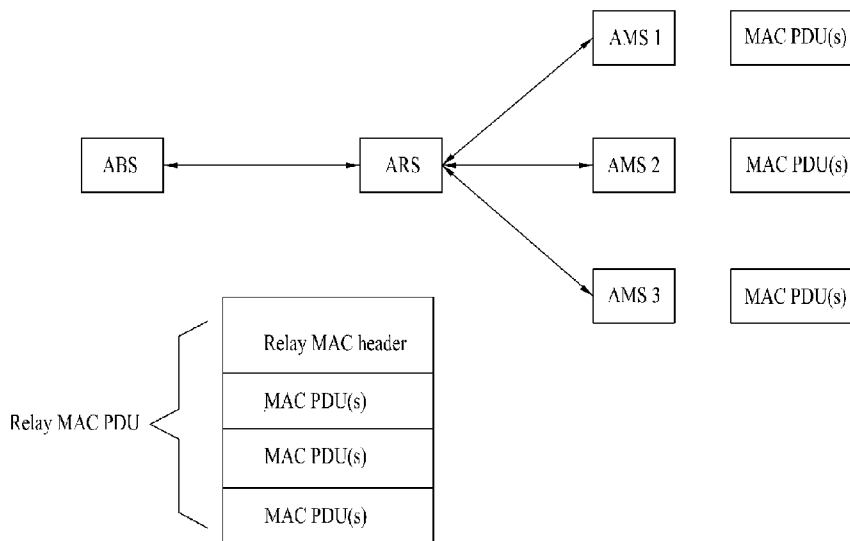 AMS 1
MAC PDU(s)
ABS
ARS
AMS 2
MAC PDU(s)
AMS 3
MAC PDU(s)
Relay MAC PDU
Relay MAC header
MAC PDU(s)
MAC PDU(s)
MAC PDU(s)